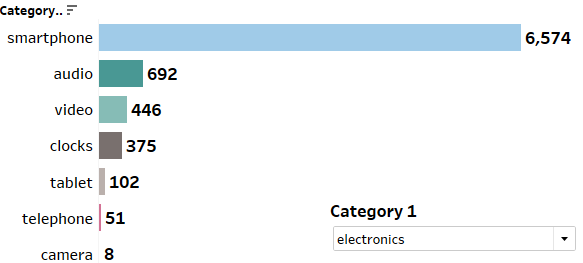 Category..
smartphone 6,574
audio 692
video 446
clocks 375
tablet 102
telephone 51
camera 8
Category 1
electronics